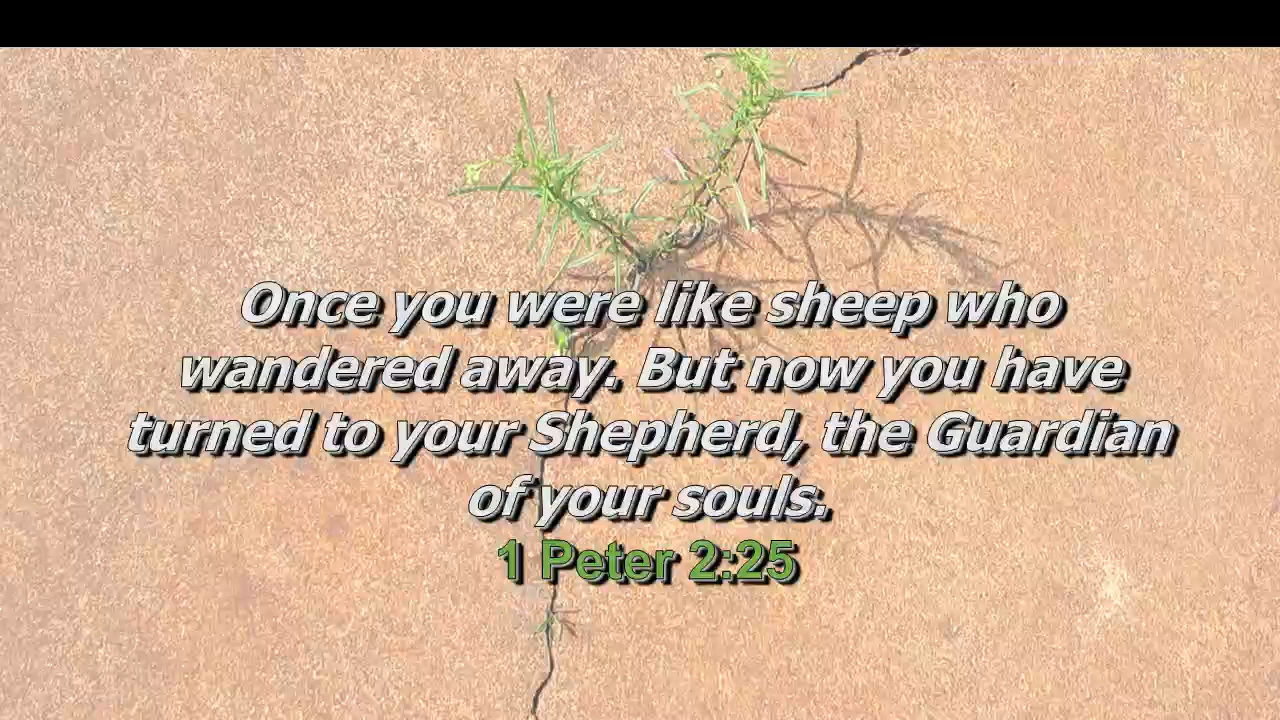 Once you were like sheep who
wandered away. But now you have
turned to your Shepherd, the Guardian
of your souls.
1 Peter 2:25